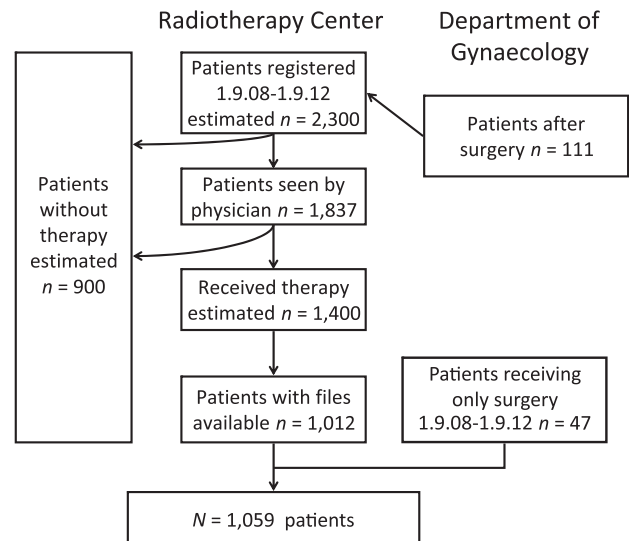 Radiotherapy Center
Department of
Gynaecology
Patients registered
1.9.08-1.9.12
estimated n = 2,300
Patients after
surgery n = 111
Patients
without
therapy
estimated
n = 900
Patients seen by
physician n = 1,837
Received therapy
estimated n = 1,400
Patients with files
available n = 1,012
Patients receiving
only surgery
1.9.08-1.9.12 n = 47
N = 1,059 patients